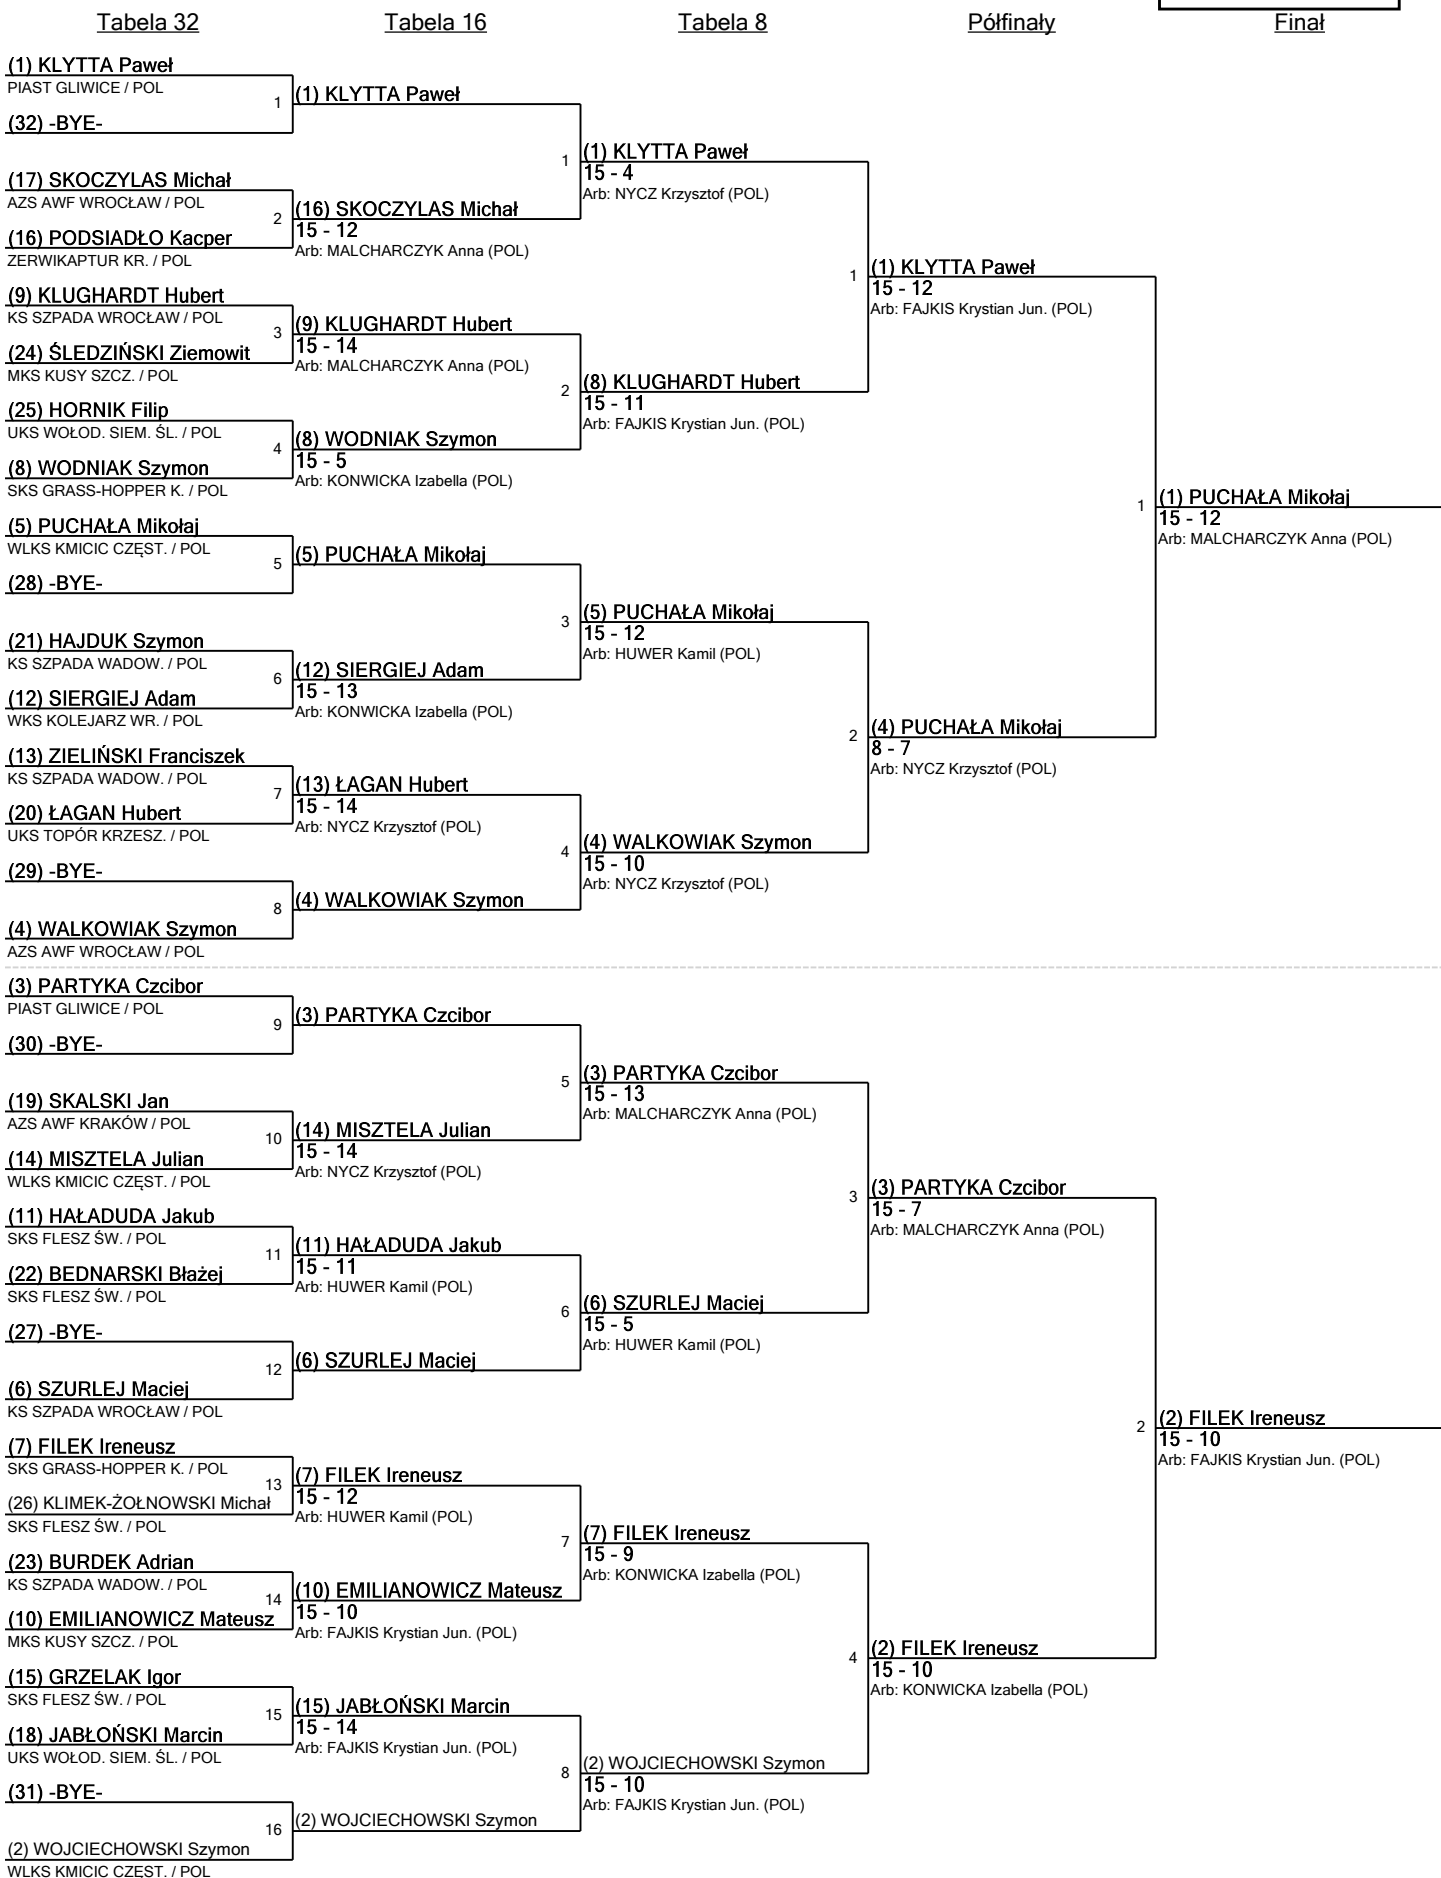 Tabela 32
Tabela 16
Tabela 8
Półfinały
Finał
(1) KLYTTA Paweł
PIAST GLIWICE / POL
1
(32) -BYE-
(17) SKOCZYLAS Michał
AZS AWF WROCŁAW / POL
2
(16) PODSIADŁO Kacper
ZERWIKAPTUR KR. / POL
(9) KLUGHARDT Hubert
KS SZPADA WROCŁAW / POL
3
(24) ŚLEDZIŃSKI Ziemowit
MKS KUSY SZCZ. / POL
(25) HORNIK Filip
UKS WOŁOD. SIEM. ŚL. / POL
4
(8) WODNIAK Szymon
SKS GRASS-HOPPER K. / POL
(5) PUCHAŁA Mikołaj
WLKS KMICIC CZĘST. / POL
5
(28) -BYE-
(21) HAJDUK Szymon
KS SZPADA WADOW. / POL
6
(12) SIERGIEJ Adam
WKS KOLEJARZ WR. / POL
(13) ZIELIŃSKI Franciszek
KS SZPADA WADOW. / POL
7
(20) ŁAGAN Hubert
UKS TOPÓR KRZESZ. / POL
(29) -BYE-
8
(4) WALKOWIAK Szymon
AZS AWF WROCŁAW / POL
(3) PARTYKA Czcibor
PIAST GLIWICE / POL
9
(30) -BYE-
(19) SKALSKI Jan
AZS AWF KRAKÓW / POL
10
(14) MISZTELA Julian
WLKS KMICIC CZĘST. / POL
(11) HAŁADUDA Jakub
SKS FLESZ ŚW. / POL
11
(22) BEDNARSKI Błażej
SKS FLESZ ŚW. / POL
(27) -BYE-
12
(6) SZURLEJ Maciej
KS SZPADA WROCŁAW / POL
(7) FILEK Ireneusz
SKS GRASS-HOPPER K. / POL
13
(26) KLIMEK-ŻOŁNOWSKI Michał
SKS FLESZ ŚW. / POL
(23) BURDEK Adrian
KS SZPADA WADOW. / POL
14
(10) EMILIANOWICZ Mateusz
MKS KUSY SZCZ. / POL
(15) GRZELAK Igor
SKS FLESZ ŚW. / POL
15
(18) JABŁOŃSKI Marcin
UKS WOŁOD. SIEM. ŚL. / POL
(31) -BYE-
16
(2) WOJCIECHOWSKI Szymon
WLKS KMICIC CZĘST. / POL
(1) KLYTTA Paweł
1
(16) SKOCZYLAS Michał
15 - 12
Arb: MALCHARCZYK Anna (POL)
(9) KLUGHARDT Hubert
15 - 14
Arb: MALCHARCZYK Anna (POL)
2
(8) WODNIAK Szymon
15 - 5
Arb: KONWICKA Izabella (POL)
(5) PUCHAŁA Mikołaj
3
(12) SIERGIEJ Adam
15 - 13
Arb: KONWICKA Izabella (POL)
(13) ŁAGAN Hubert
15 - 14
Arb: NYCZ Krzysztof (POL)
4
(4) WALKOWIAK Szymon
(3) PARTYKA Czcibor
5
(14) MISZTELA Julian
15 - 14
Arb: NYCZ Krzysztof (POL)
(11) HAŁADUDA Jakub
15 - 11
Arb: HUWER Kamil (POL)
6
(6) SZURLEJ Maciej
(7) FILEK Ireneusz
15 - 12
Arb: HUWER Kamil (POL)
7
(10) EMILIANOWICZ Mateusz
15 - 10
Arb: FAJKIS Krystian Jun. (POL)
(15) JABŁOŃSKI Marcin
15 - 14
Arb: FAJKIS Krystian Jun. (POL)
8
(2) WOJCIECHOWSKI Szymon
(1) KLYTTA Paweł
15 - 4
Arb: NYCZ Krzysztof (POL)
1
(8) KLUGHARDT Hubert
15 - 11
Arb: FAJKIS Krystian Jun. (POL)
(5) PUCHAŁA Mikołaj
15 - 12
Arb: HUWER Kamil (POL)
2
(4) WALKOWIAK Szymon
15 - 10
Arb: NYCZ Krzysztof (POL)
(3) PARTYKA Czcibor
15 - 13
Arb: MALCHARCZYK Anna (POL)
3
(6) SZURLEJ Maciej
15 - 5
Arb: HUWER Kamil (POL)
(7) FILEK Ireneusz
15 - 9
Arb: KONWICKA Izabella (POL)
4
(2) WOJCIECHOWSKI Szymon
15 - 10
Arb: FAJKIS Krystian Jun. (POL)
(1) KLYTTA Paweł
15 - 12
Arb: FAJKIS Krystian Jun. (POL)
1
(4) PUCHAŁA Mikołaj
8 - 7
Arb: NYCZ Krzysztof (POL)
(3) PARTYKA Czcibor
15 - 7
Arb: MALCHARCZYK Anna (POL)
2
(2) FILEK Ireneusz
15 - 10
Arb: KONWICKA Izabella (POL)
(1) PUCHAŁA Mikołaj
15 - 12
Arb: MALCHARCZYK Anna (POL)
(2) FILEK Ireneusz
15 - 10
Arb: FAJKIS Krystian Jun. (POL)